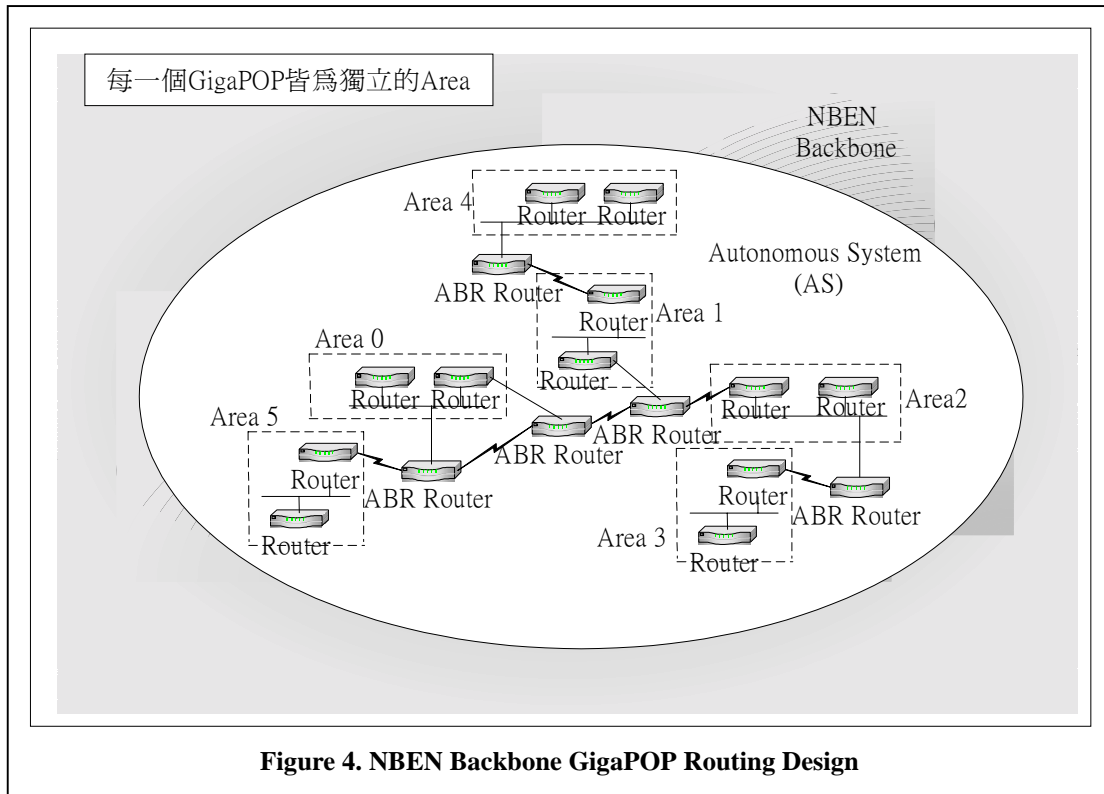 每一個GigaPOP皆為獨立的Area
NBEN
Backbone
Area 4
Router
Router
Autonomous System
(AS)
ABR Router
Router
Area 1
Area 0
Router
Router
Router
Router
Router
Area2
Area 5
ABR Router
ABR Router
Router
ABR Router
Router
ABR Router
Router
Area 3
Router
Figure 4. NBEN Backbone GigaPOP Routing Design